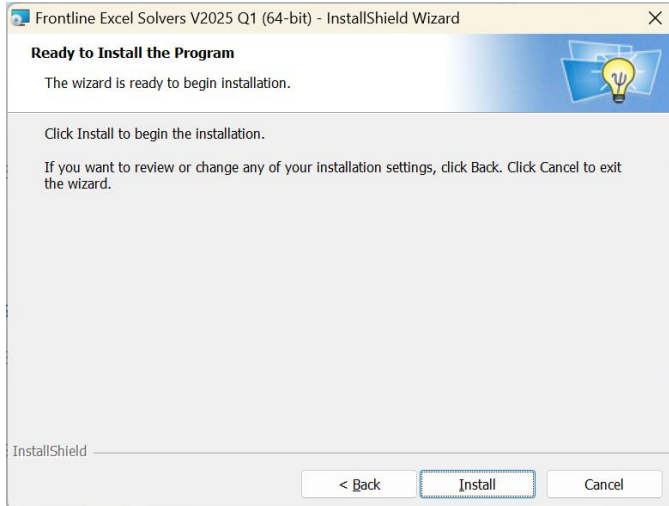 Frontline Excel Solvers V2025 Q1 (64-bit) - InstallShield Wizard
Ready to Install the Program
The wizard is ready to begin installation.
Click Install to begin the installation.
If you want to review or change any of your installation settings, click Back. Click Cancel to exit
the wizard.
InstallShield
< Back
Install
Cancel